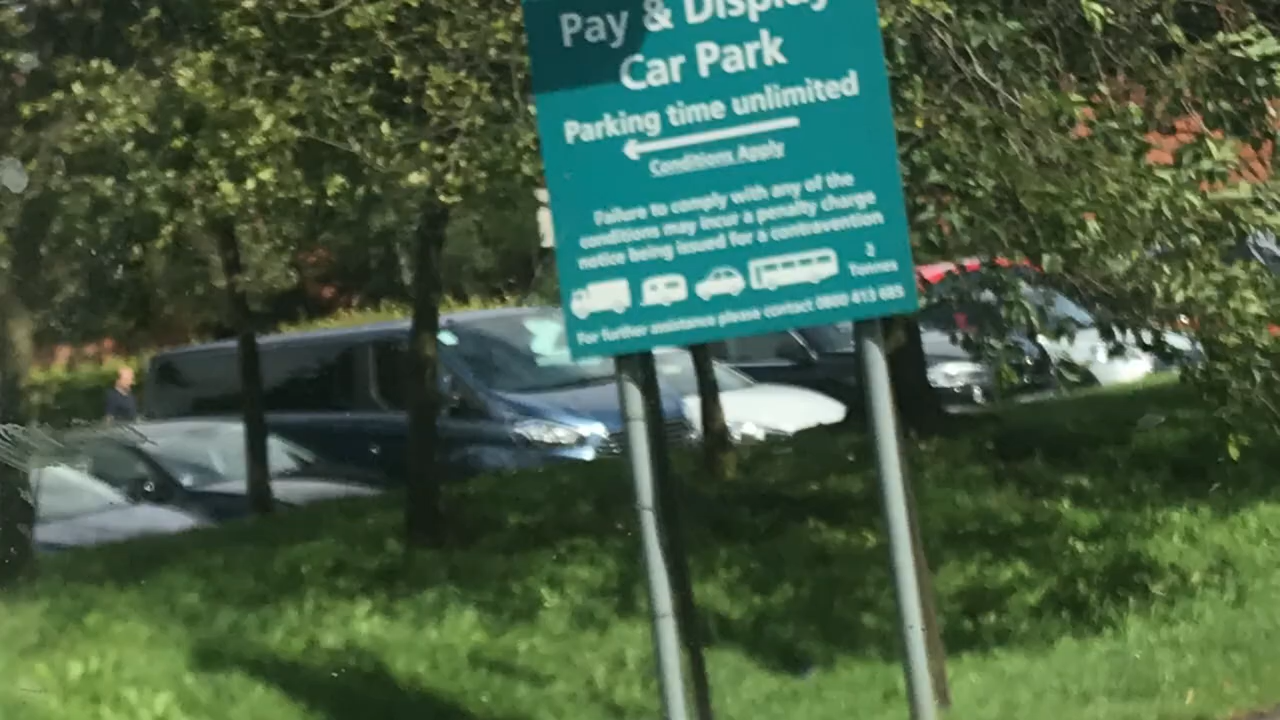 Pay & Display
Car Park
Parking time unlimited
Conditions Apply
Failure to comply with any of the
conditions may incur a penalty charge
notice being issued for a contravention
2
Tonnes
For further assistance please contact 0800 413 685